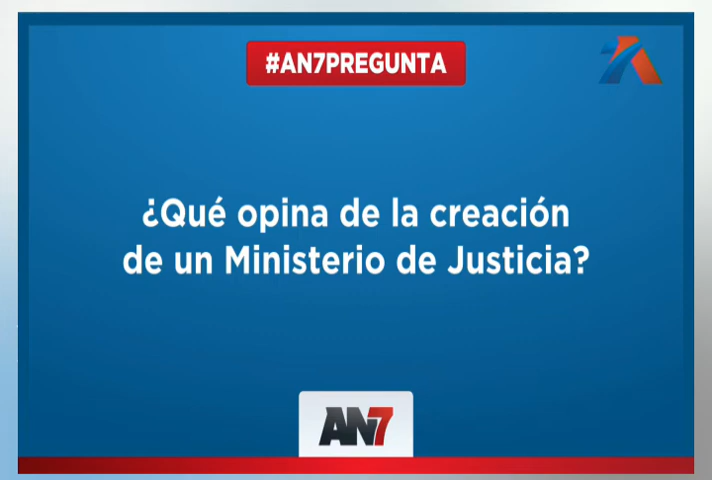 #AN7PREGUNTA
¿Qué opina de la creación
de un Ministerio de Justicia?
AN7